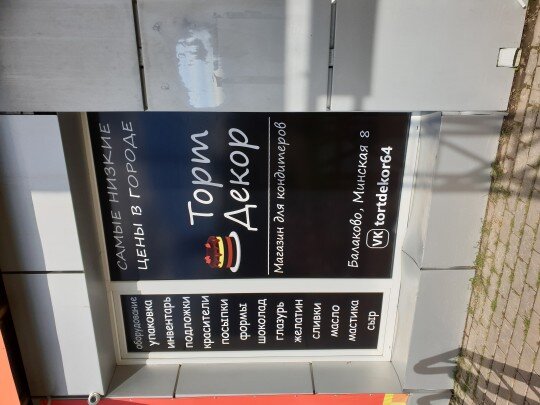 САМЫЕ НИЗКИЕ
ЦЕНЫ В ГОРОДЕ
Торт
Декор
Магазин для кондитеров
Балаково, Минская 8
VK tortdekor64
оборудование
упаковка
инвентарь
подложки
красители
посыпки
формы
шоколад
глазурь
желатин
сливки
масло
мастика
сыр